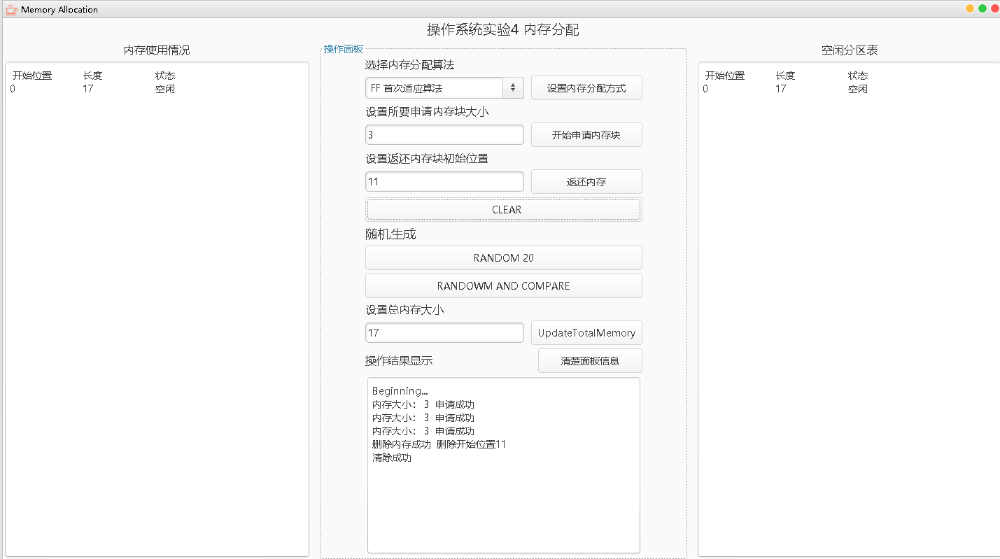 Memory Allocation
操作系统实验4 内存分配
内存使用情况
开始位置 长度 状态
0 17 空闲
操作面板
选择内存分配算法
FF 首次适应算法 设置内存分配方式
设置所要申请内存块大小
3 开始申请内存块
设置返还内存块初始位置
11 返还内存
CLEAR
随机生成
RANDOM 20
RANDOWM AND COMPARE
设置总内存大小
17 UpdateTotalMemory
操作结果显示 清楚面板信息
Beginning...
内存大小: 3 申请成功
内存大小: 3 申请成功
内存大小: 3 申请成功
删除内存成功 删除开始位置11
清除成功
空闲分区表
开始位置 长度 状态
0 17 空闲